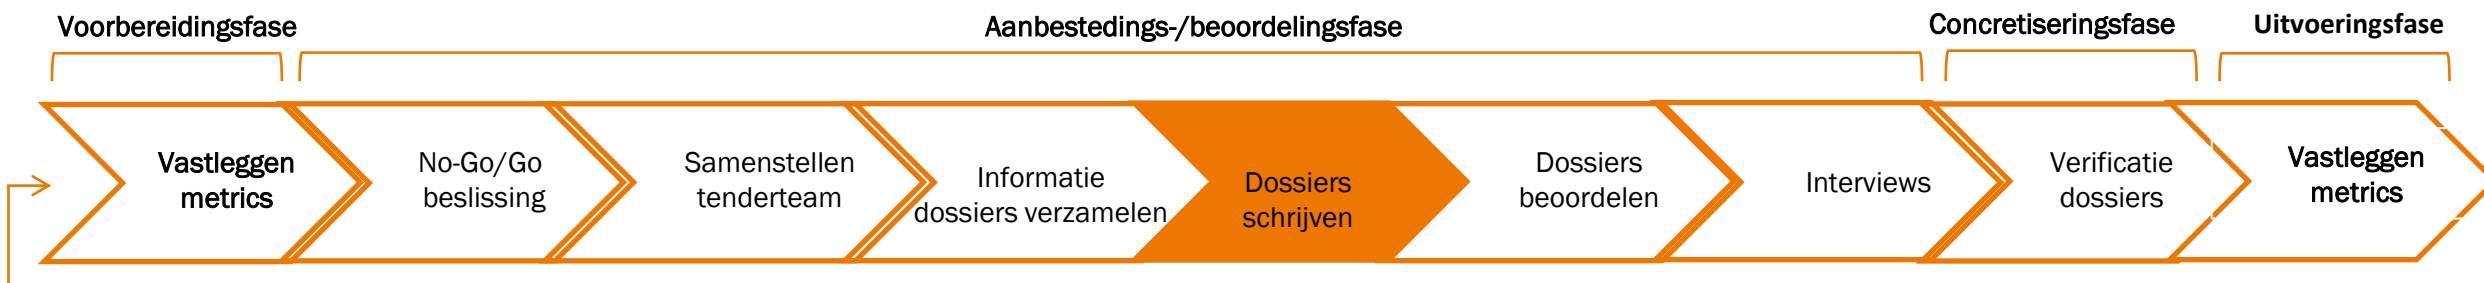 Voorbereidingsfase
Aanbestedings-/beoordelingsfase
Concretiseringsfase
Uitvoeringsfase
Vastleggen
metrics
No-Go/Go
beslissing
Samenstellen
tenderteam
Informatie
dossiers verzamelen
Dossiers
schrijven
Dossiers
beoordelen
Interviews
Verificatie
dossiers
Vastleggen
metrics